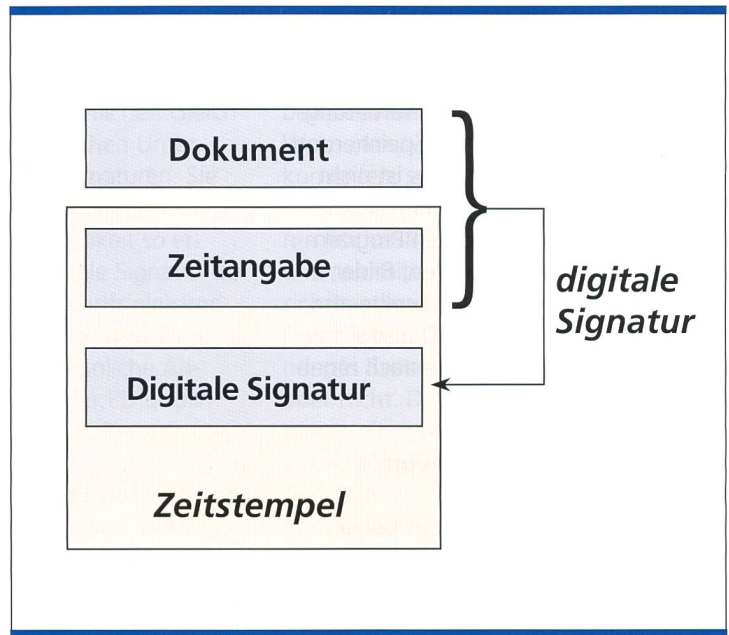 Dokument
Zeitangabe
Digitale Signatur
Zeitstempel
digitale
Signatur